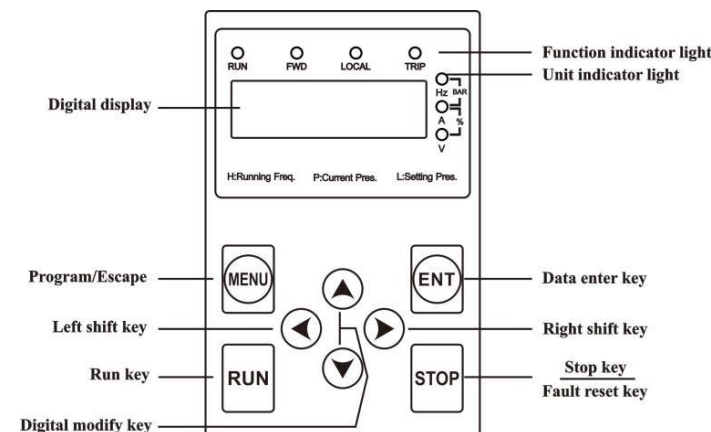 RUN FWD LOCAL TRIP
Function indicator light
Unit indicator light
Hz BAR
Digital display
A %
V
H:Running Freq. P:Current Pres. L:Setting Pres.
Program/Escape
MENU
ENT
Data enter key
Left shift key
Right shift key
Run key
RUN
STOP
Stop key
Fault reset key
Digital modify key